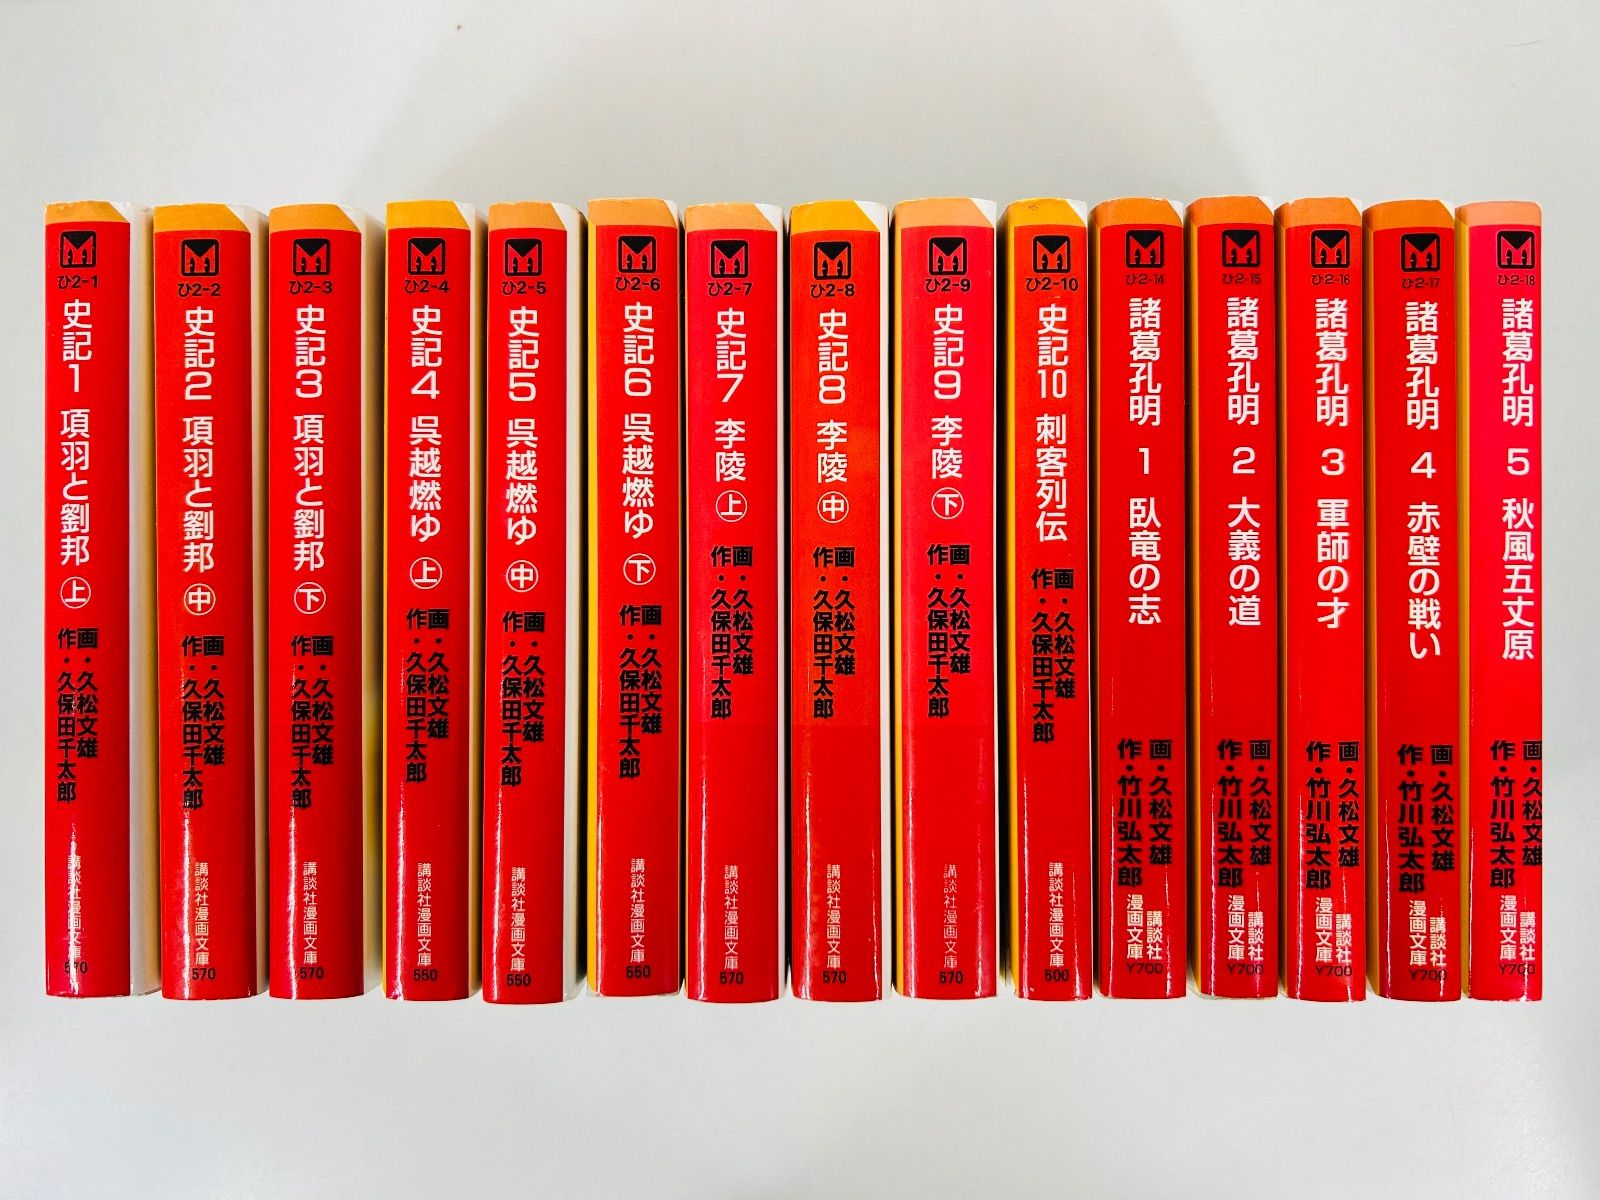 ひ2-1
史記1 項羽と劉邦 上
画・久松文雄
作・久保田千太郎
講談社漫画文庫
570
ひ2-2
史記2 項羽と劉邦 中
画・久松文雄
作・久保田千太郎
講談社漫画文庫
570
ひ2-3
史記3 項羽と劉邦 下
画・久松文雄
作・久保田千太郎
講談社漫画文庫
570
ひ2-4
史記4 呉越燃ゆ 上
画・久松文雄
作・久保田千太郎
講談社漫画文庫
550
ひ2-5
史記5 呉越燃ゆ 中
画・久松文雄
作・久保田千太郎
講談社漫画文庫
550
ひ2-6
史記6 呉越燃ゆ 下
画・久松文雄
作・久保田千太郎
講談社漫画文庫
550
ひ2-7
史記7 李陵 上
画・久松文雄
作・久保田千太郎
講談社漫画文庫
570
ひ2-8
史記8 李陵 中
画・久松文雄
作・久保田千太郎
講談社漫画文庫
570
ひ2-9
史記9 李陵 下
画・久松文雄
作・久保田千太郎
講談社漫画文庫
570
ひ2-10
史記10 刺客列伝
画・久松文雄
作・久保田千太郎
講談社漫画文庫
600
ひ2-14
諸葛孔明 1 臥竜の志
画・久松文雄
作・竹川弘太郎
講談社
漫画文庫
Y700
ひ2-15
諸葛孔明 2 大義の道
画・久松文雄
作・竹川弘太郎
講談社
漫画文庫
Y700
ひ2-16
諸葛孔明 3 軍師の才
画・久松文雄
作・竹川弘太郎
講談社
漫画文庫
Y700
ひ2-17
諸葛孔明 4 赤壁の戦い
画・久松文雄
作・竹川弘太郎
講談社
漫画文庫
Y700
ひ2-18
諸葛孔明 5 秋風五丈原
画・久松文雄
作・竹川弘太郎
講談社
漫画文庫
Y700